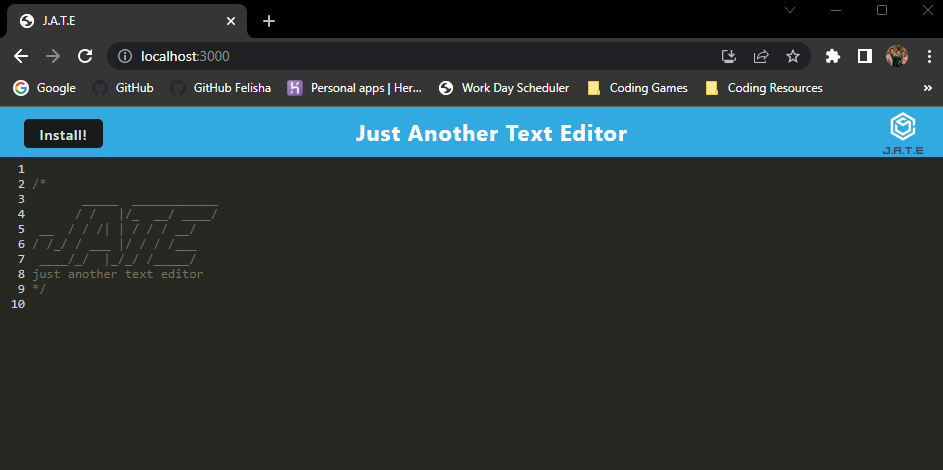 J.A.T.E
localhost:3000
Google GitHub GitHub Felisha Personal apps | Her... Work Day Scheduler Coding Games Coding Resources »
Install! Just Another Text Editor
J.A.T.E
1
2 /*
3        _____  ____________
4       / /   |/_  __/ ____/
5  __  / / /| | / / / __/
6 / /_/ / ___ |/ / / /___
7  ____/_/  |_/_/ /_____/
8 just another text editor
9 */
10